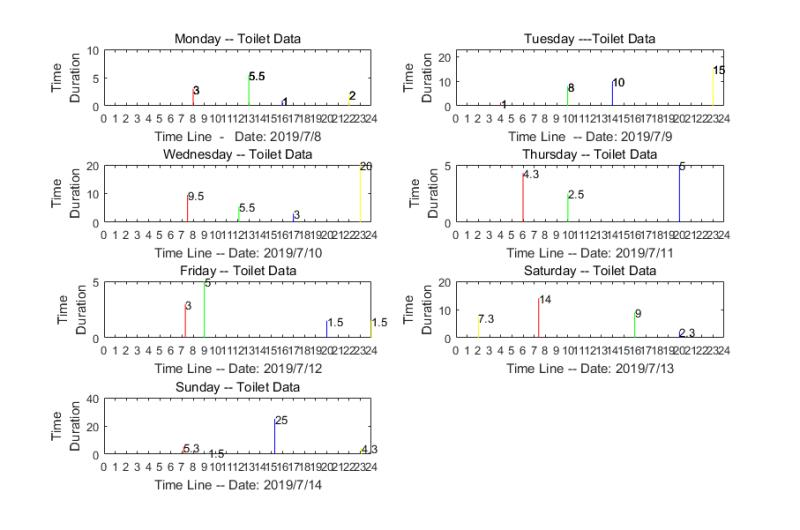 Monday -- Toilet Data
Time Duration
10
5
0
3
5.5
1
2
0 1 2 3 4 5 6 7 8 9 10 11 12 13 14 15 16 17 18 19 20 21 22 23 24
Time Line - Date: 2019/7/8
Tuesday ---Toilet Data
Time Duration
20
10
0
1
8
10
15
0 1 2 3 4 5 6 7 8 9 10 11 12 13 14 15 16 17 18 19 20 21 22 23 24
Time Line -- Date: 2019/7/9
Wednesday -- Toilet Data
Time Duration
20
10
0
9.5
5.5
3
20
0 1 2 3 4 5 6 7 8 9 10 11 12 13 14 15 16 17 18 19 20 21 22 23 24
Time Line -- Date: 2019/7/10
Thursday -- Toilet Data
Time Duration
5
0
4.3
2.5
5
0 1 2 3 4 5 6 7 8 9 10 11 12 13 14 15 16 17 18 19 20 21 22 23 24
Time Line -- Date: 2019/7/11
Friday -- Toilet Data
Time Duration
5
0
3
5
1.5
1.5
0 1 2 3 4 5 6 7 8 9 10 11 12 13 14 15 16 17 18 19 20 21 22 23 24
Time Line -- Date: 2019/7/12
Saturday -- Toilet Data
Time Duration
20
10
0
7.3
14
9
2.3
0 1 2 3 4 5 6 7 8 9 10 11 12 13 14 15 16 17 18 19 20 21 22 23 24
Time Line -- Date: 2019/7/13
Sunday -- Toilet Data
Time Duration
40
20
0
5.3
1.5
25
4.3
0 1 2 3 4 5 6 7 8 9 10 11 12 13 14 15 16 17 18 19 20 21 22 23 24
Time Line -- Date: 2019/7/14